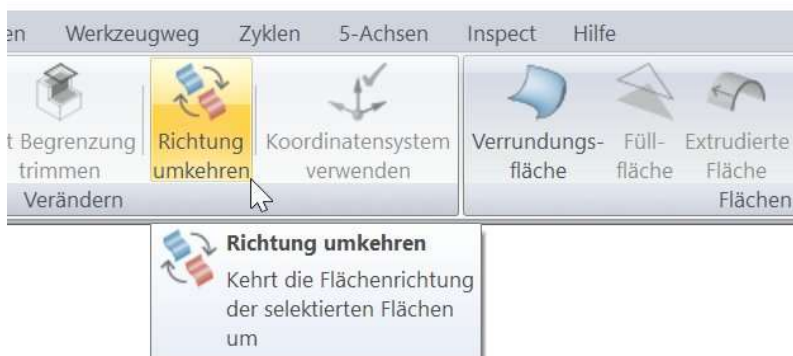 en Werkzeugweg Zyklen 5-Achsen Inspect Hilfe
t Begrenzung trimmen
Richtung umkehren
Koordinatensystem verwenden
Verrundungs-
fläche
Füll-
fläche
Extrudierte
Fläche
Verändern
Flächen
Richtung umkehren
Kehrt die Flächenrichtung
der selektierten Flächen
um